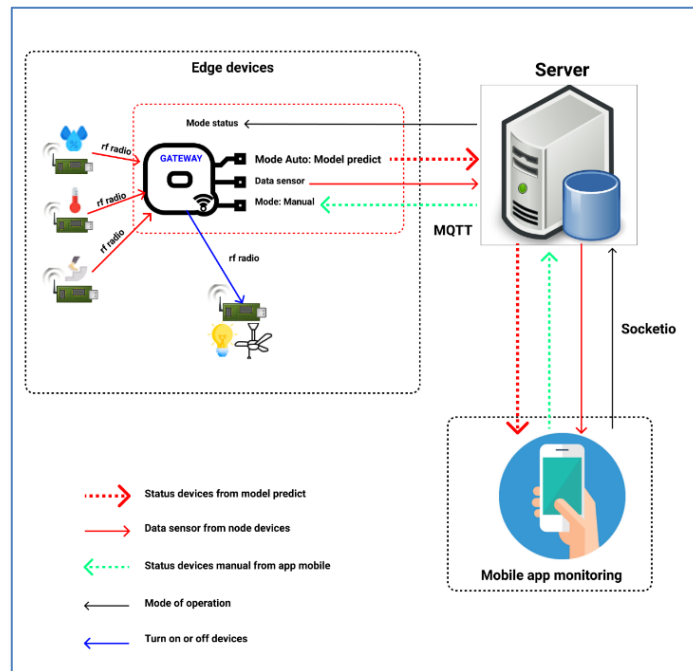 Edge devices
Server
Mode status
rf radio
GATEWAY
Mode Auto: Model predict
rf radio
Data sensor
Mode: Manual
rf radio
MQTT
rf radio
Socketio
Status devices from model predict
Data sensor from node devices
Status devices manual from app mobile
Mobile app monitoring
Mode of operation
Turn on or off devices